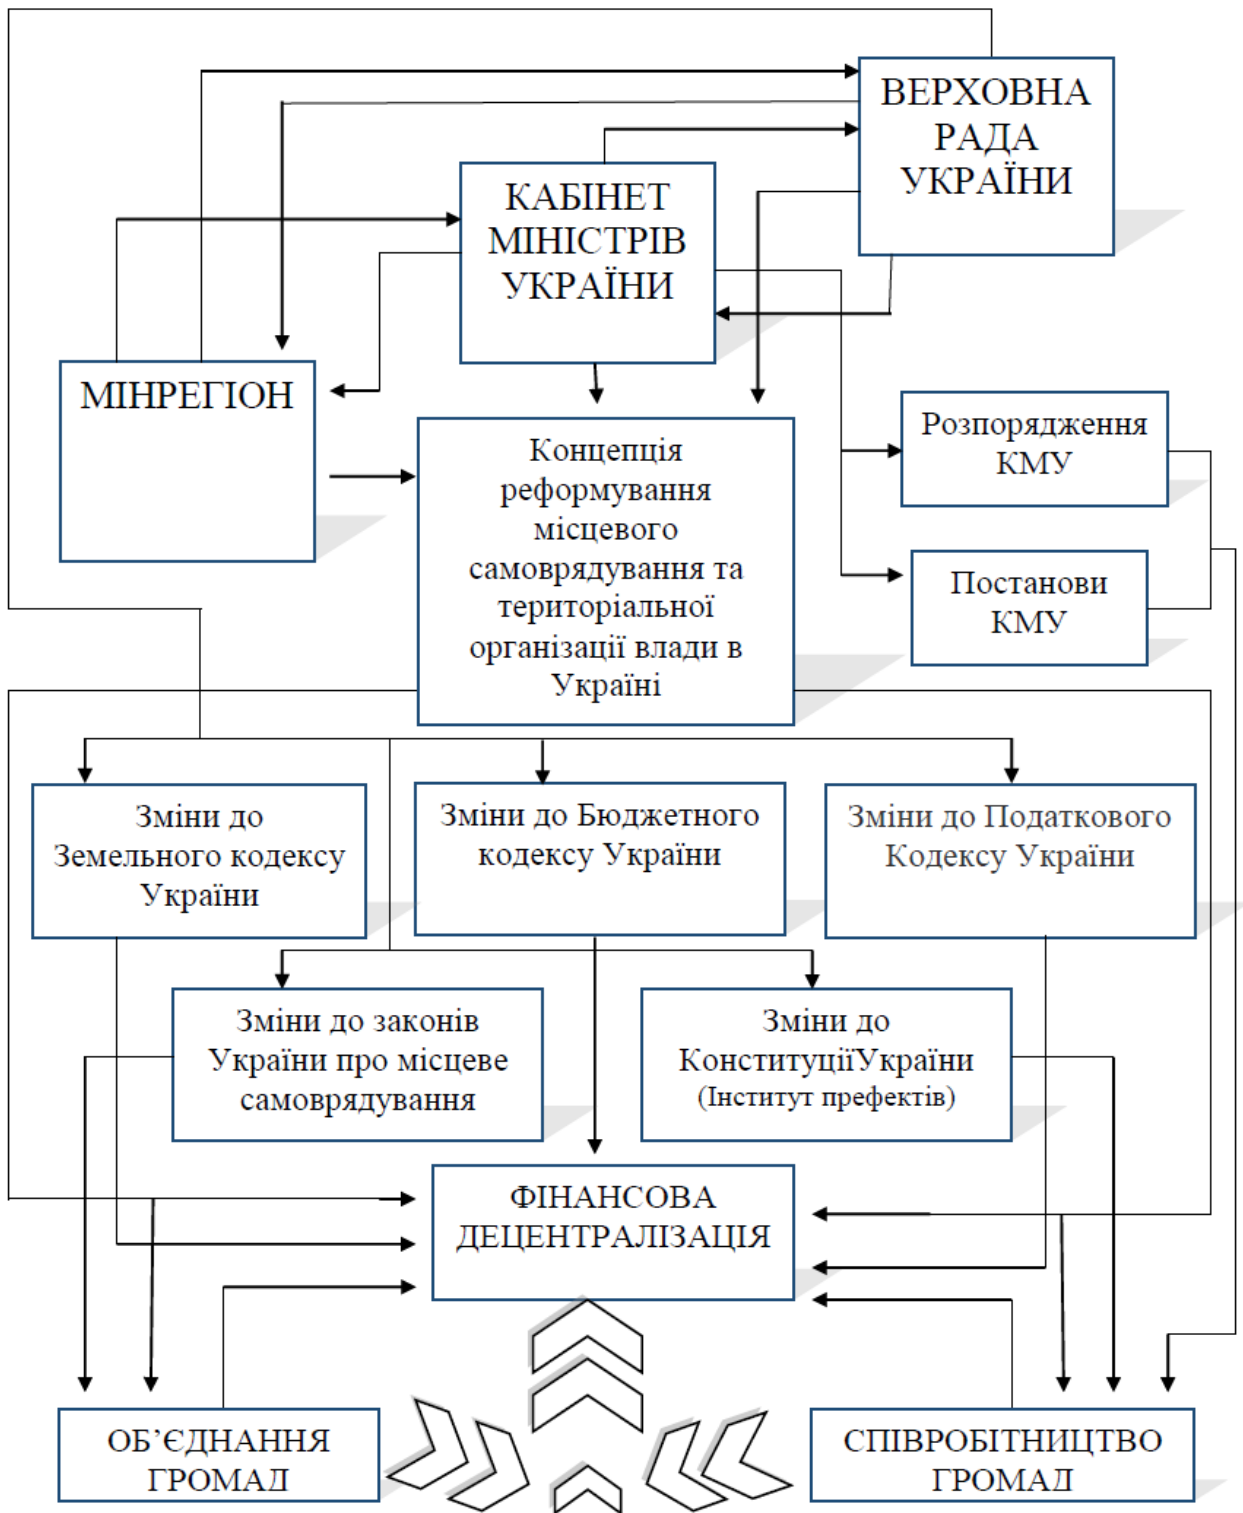 ВЕРХОВНА
РАДА
УКРАЇНИ
КАБІНЕТ
МІНІСТРІВ
УКРАЇНИ
МІНРЕГІОН
Концепція
реформування
місцевого
самоврядування та
територіальної
організації влади в
Україні
Розпорядження
КМУ
Постанови
КМУ
Зміни до
Земельного кодексу
України
Зміни до Бюджетного
кодексу України
Зміни до Податкового
Кодексу України
Зміни до законів
України про місцеве
самоврядування
Зміни до
КонституціїУкраїни
(Інститут префектів)
ФІНАНСОВА
ДЕЦЕНТРАЛІЗАЦІЯ
ОБ’ЄДНАННЯ
ГРОМАД
СПІВРОБІТНИЦТВО
ГРОМАД